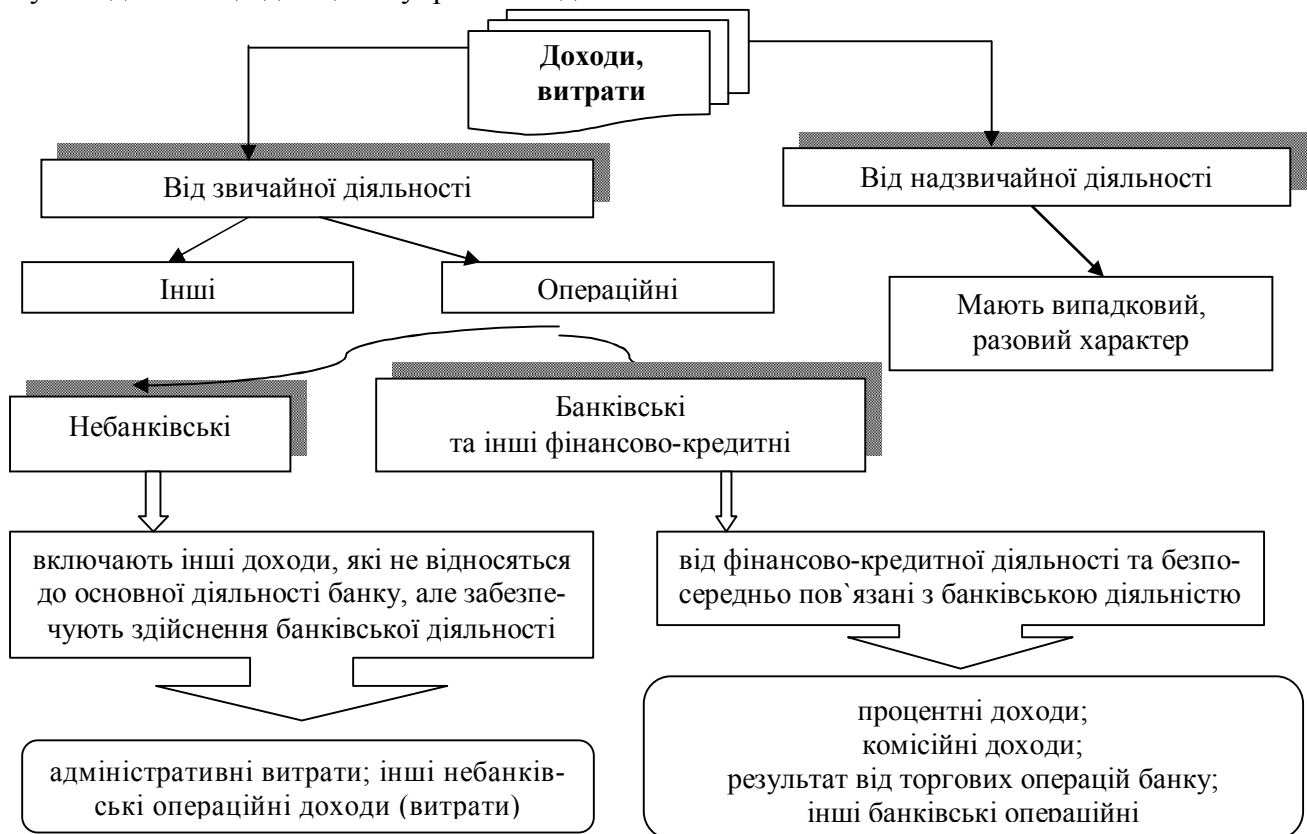 Доходи,
витрати
Від звичайної діяльності
Від надзвичайної діяльності
Інші
Операційні
Мають випадковий,
разовий характер
Небанківські
Банківські
та інші фінансово-кредитні
включають інші доходи, які не відносяться
до основної діяльності банку, але забезпе-
чують здійснення банківської діяльності
від фінансово-кредитної діяльності та безпо-
середньо пов`язані з банківською діяльністю
адміністративні витрати; інші небанків-
ські операційні доходи (витрати)
процентні доходи;
комісійні доходи;
результат від торгових операцій банку;
інші банківські операційні